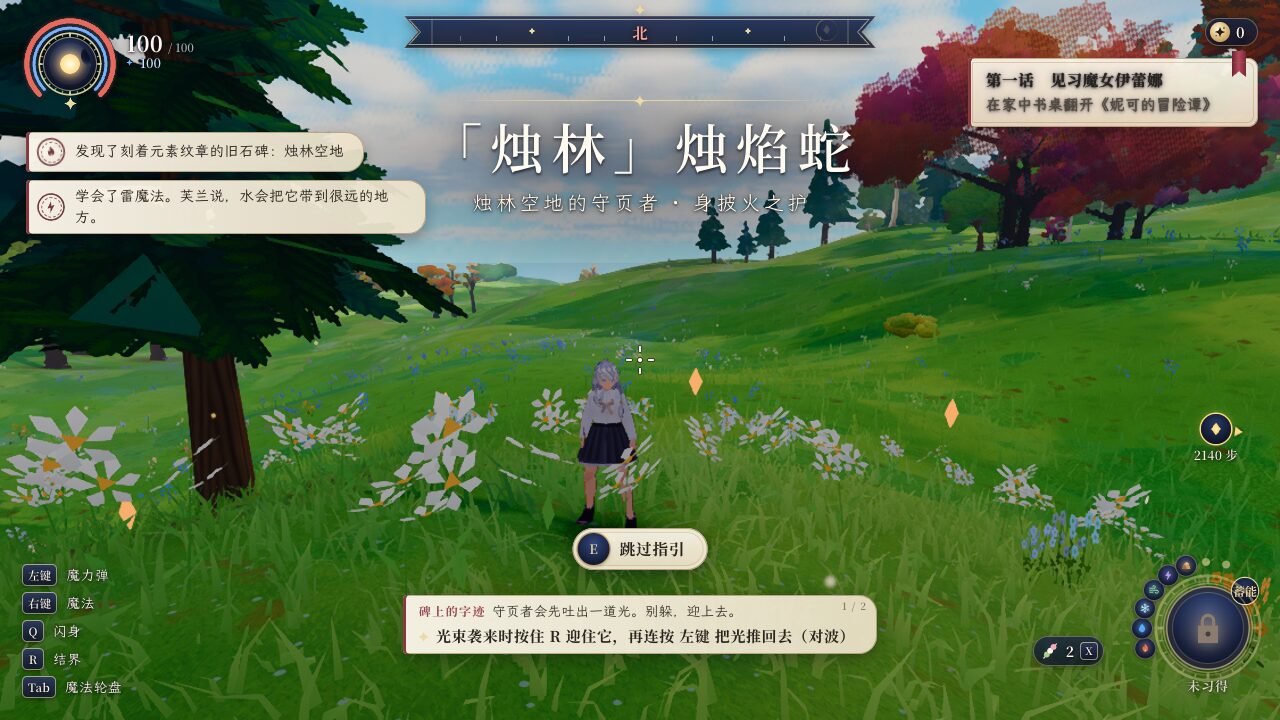 100 / 100
100
北
0
第一话 见习魔女伊蕾娜
在家中书桌翻开《妮可的冒险谭》
发现了刻着元素纹章的旧石碑：烛林空地
学会了雷魔法。芙兰说，水会把它带到很远的地
方。
「烛林」烛焰蛇
烛林空地的守页者·身披火之护
2140 步
E 跳过指引
碑上的字迹 守页者会先吐出一道光。别躲，迎上去。 1 / 2
光束袭来时按住 R 迎住它，再连按 左键 把光推回去（对波）
左键 魔力弹
右键 魔法
Q 闪身
R 结界
Tab 魔法轮盘
蓄能
2 X
未习得